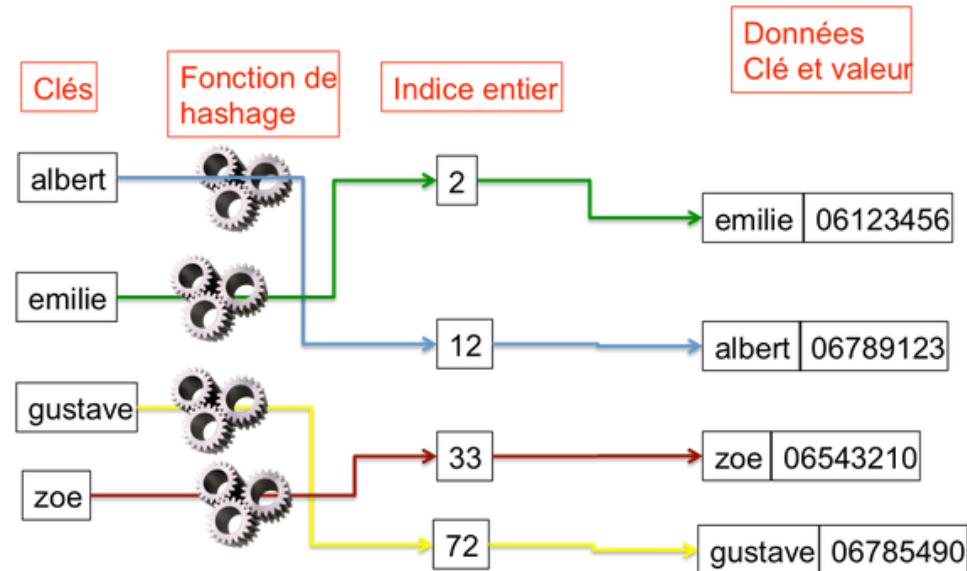 Clés
Fonction de
hashage
Indice entier
Données
Clé et valeur
albert
2
emilie 06123456
emilie
12
albert 06789123
gustave
33
zoe 06543210
zoe
72
gustave 06785490